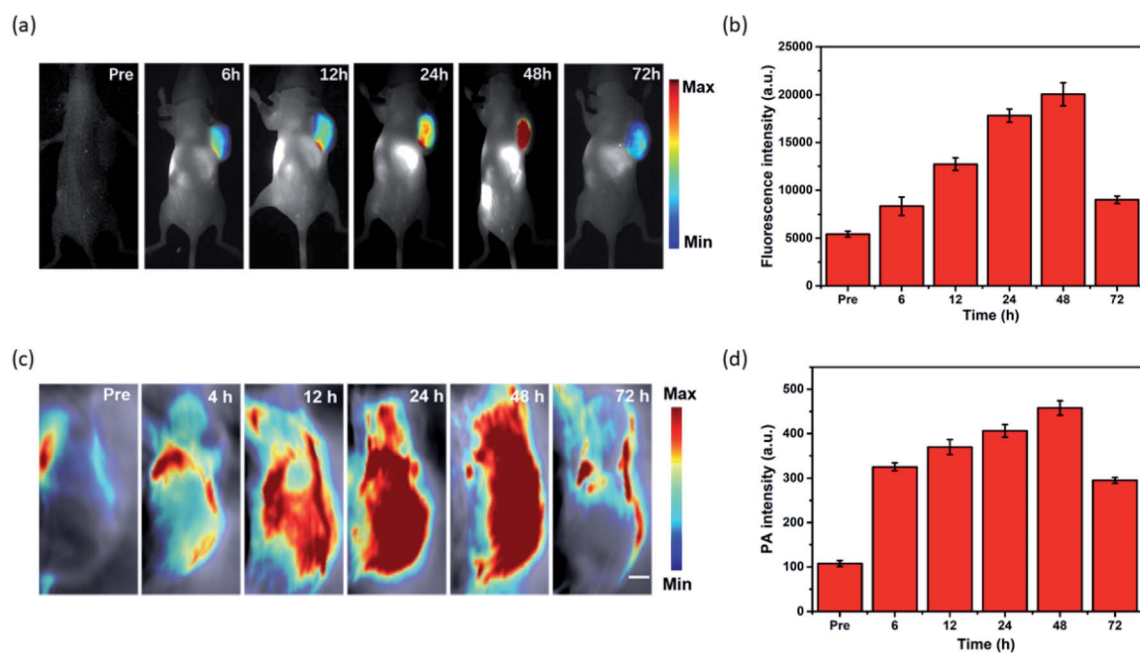 (a)
Pre
6h
12h
24h
48h
72h
Max
Min
(b)
Fluorescence intensity (a.u.)
25000
20000
15000
10000
5000
0
Pre 6 12 24 48 72
Time (h)
(c)
Pre
4 h
12 h
24 h
48 h
72 h
Max
Min
(d)
PA intensity (a.u.)
500
400
300
200
100
0
Pre 6 12 24 48 72
Time (h)